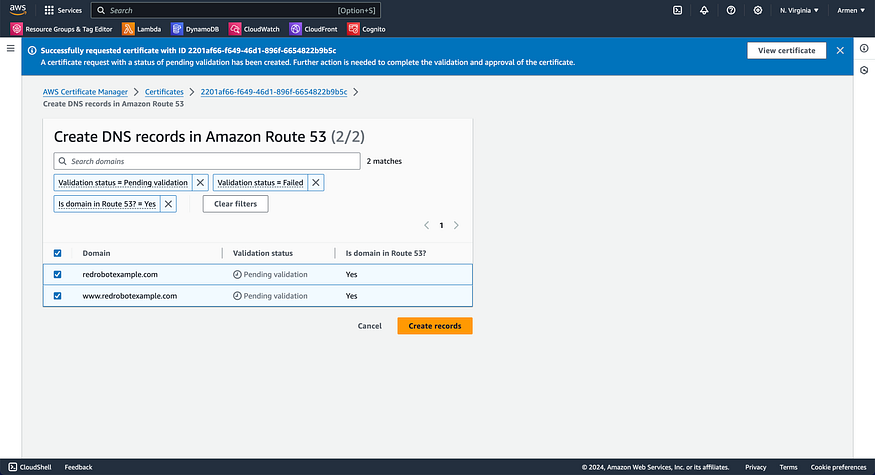 aws
Services
Search
[Option+S]
N. Virginia
Armen
Resource Groups & Tag Editor
Lambda
DynamoDB
CloudWatch
CloudFront
Cognito
Successfully requested certificate with ID 2201af66-f649-46d1-896f-6654822b9b5c
A certificate request with a status of pending validation has been created. Further action is needed to complete the validation and approval of the certificate.
View certificate
AWS Certificate Manager
Certificates
2201af66-f649-46d1-896f-6654822b9b5c
Create DNS records in Amazon Route 53
Create DNS records in Amazon Route 53 (2/2)
Search domains
2 matches
Validation status = Pending validation
Validation status = Failed
Is domain in Route 53? = Yes
Clear filters
1
Domain Validation status Is domain in Route 53?
redrobotexample.com Pending validation Yes
www.redrobotexample.com Pending validation Yes
Cancel
Create records
CloudShell
Feedback
© 2024, Amazon Web Services, Inc. or its affiliates.
Privacy
Terms
Cookie preferences